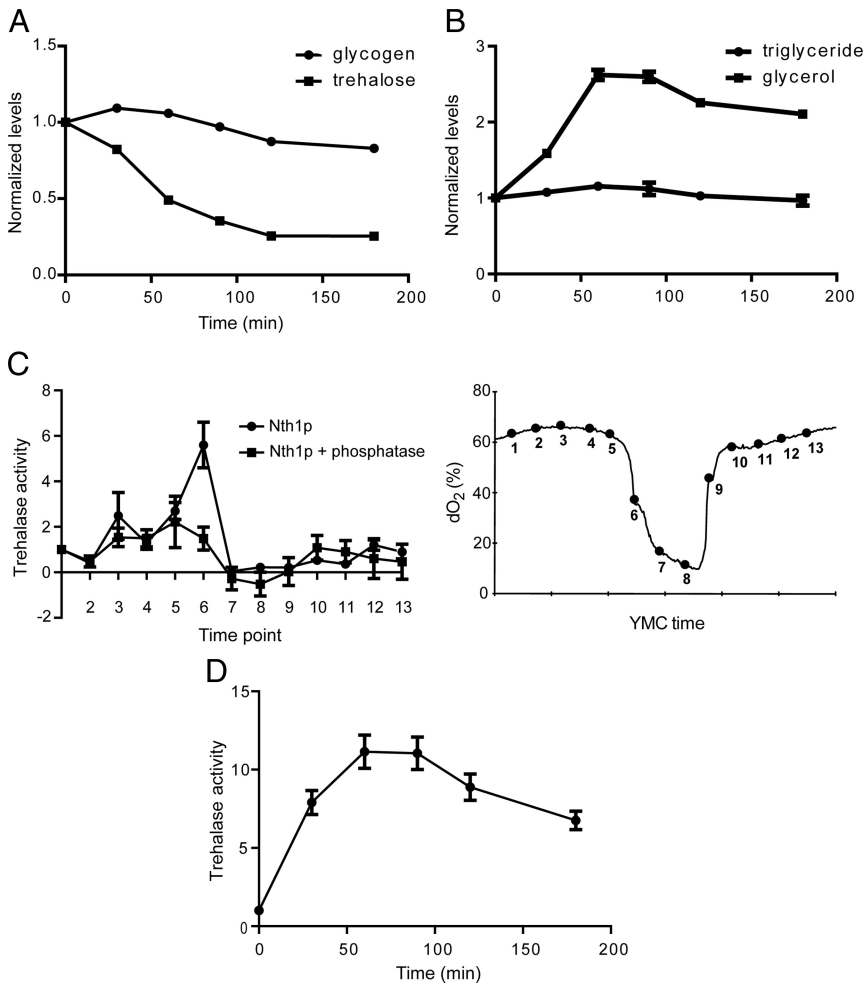 A
B
1.5
1.0
0.5
0.0
Normalized levels
glycogen
trehalose
0
50
100
150
200
Time (min)
3
2
1
0
Normalized levels
triglyceride
glycerol
0
50
100
150
200
C
8
6
4
2
0
-2
Trehalase activity
Nth1p
Nth1p + phosphatase
2 3 4 5 6 7 8 9 10 11 12 13
Time point
80
60
40
20
0
dO2 (%)
1 2 3 4 5
6
7
8
9
10 11 12 13
YMC time
D
15
10
5
0
Trehalase activity
0
50
100
150
200
Time (min)